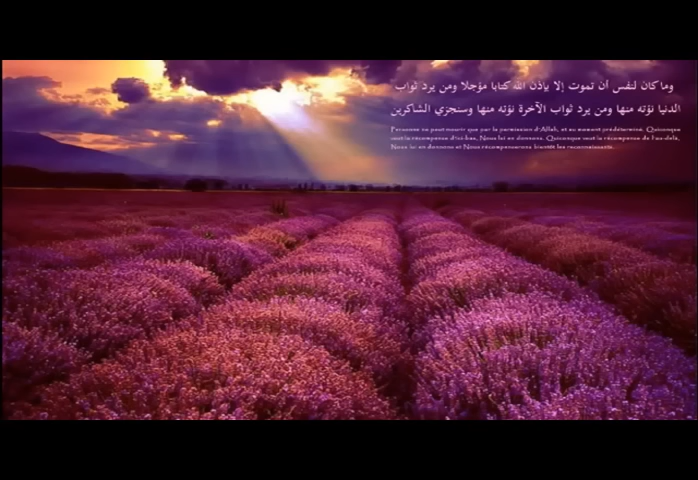 وما كان لنفس أن تموت إلا بإذن الله كتابا مؤجلا ومن يرد ثواب
الدنيا نؤته منها ومن يرد ثواب الآخرة نؤته منها وسنجزي الشاكرين
Personne ne peut mourir que par la permission d'Allah, et au moment prédéterminé. Quiconque
veut la récompense d'ici-bas, Nous lui en donnons. Quiconque veut la récompense de l'au-delà,
Nous lui en donnons et Nous récompenserons bientôt les reconnaissants.